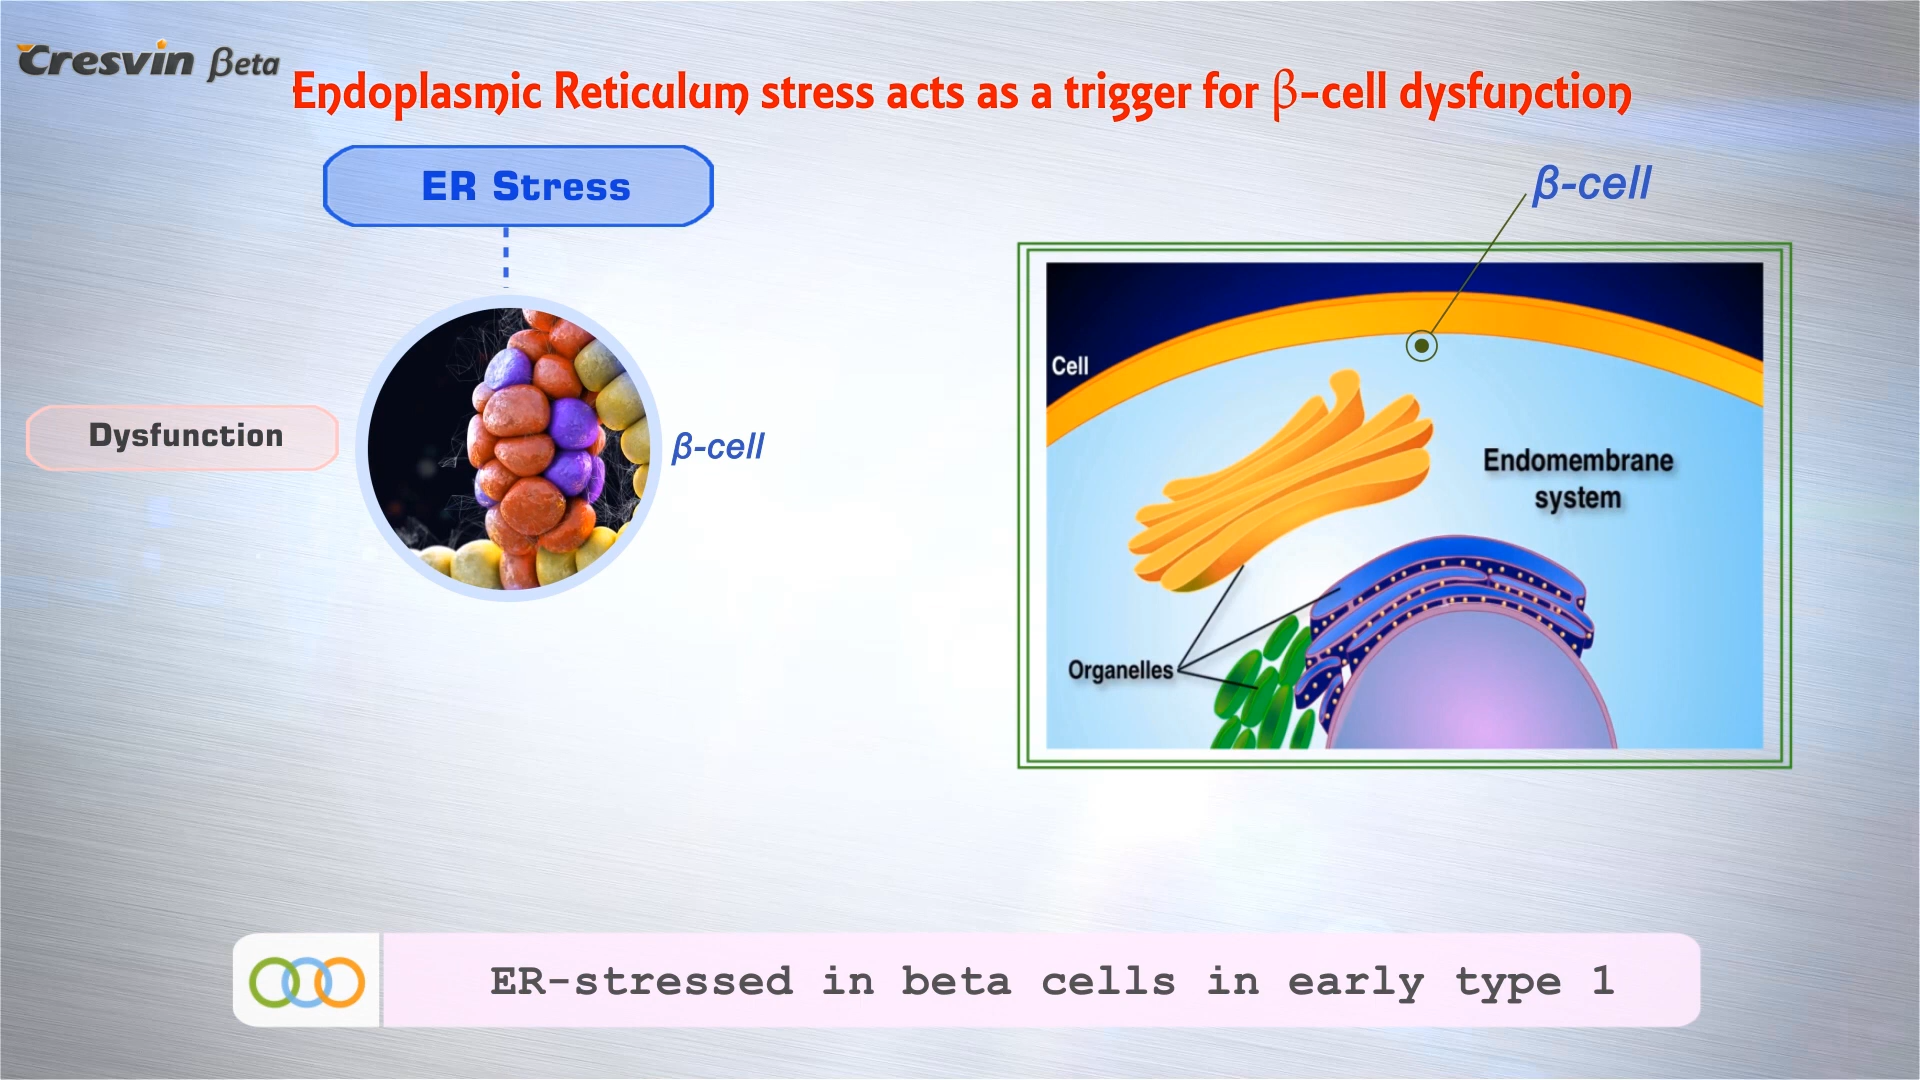 Cresvin βeta
Endoplasmic Reticulum stress acts as a trigger for β-cell dysfunction
ER Stress
β-cell
Cell
Dysfunction
β-cell
Endomembrane
system
Organelles
ER-stressed in beta cells in early type 1